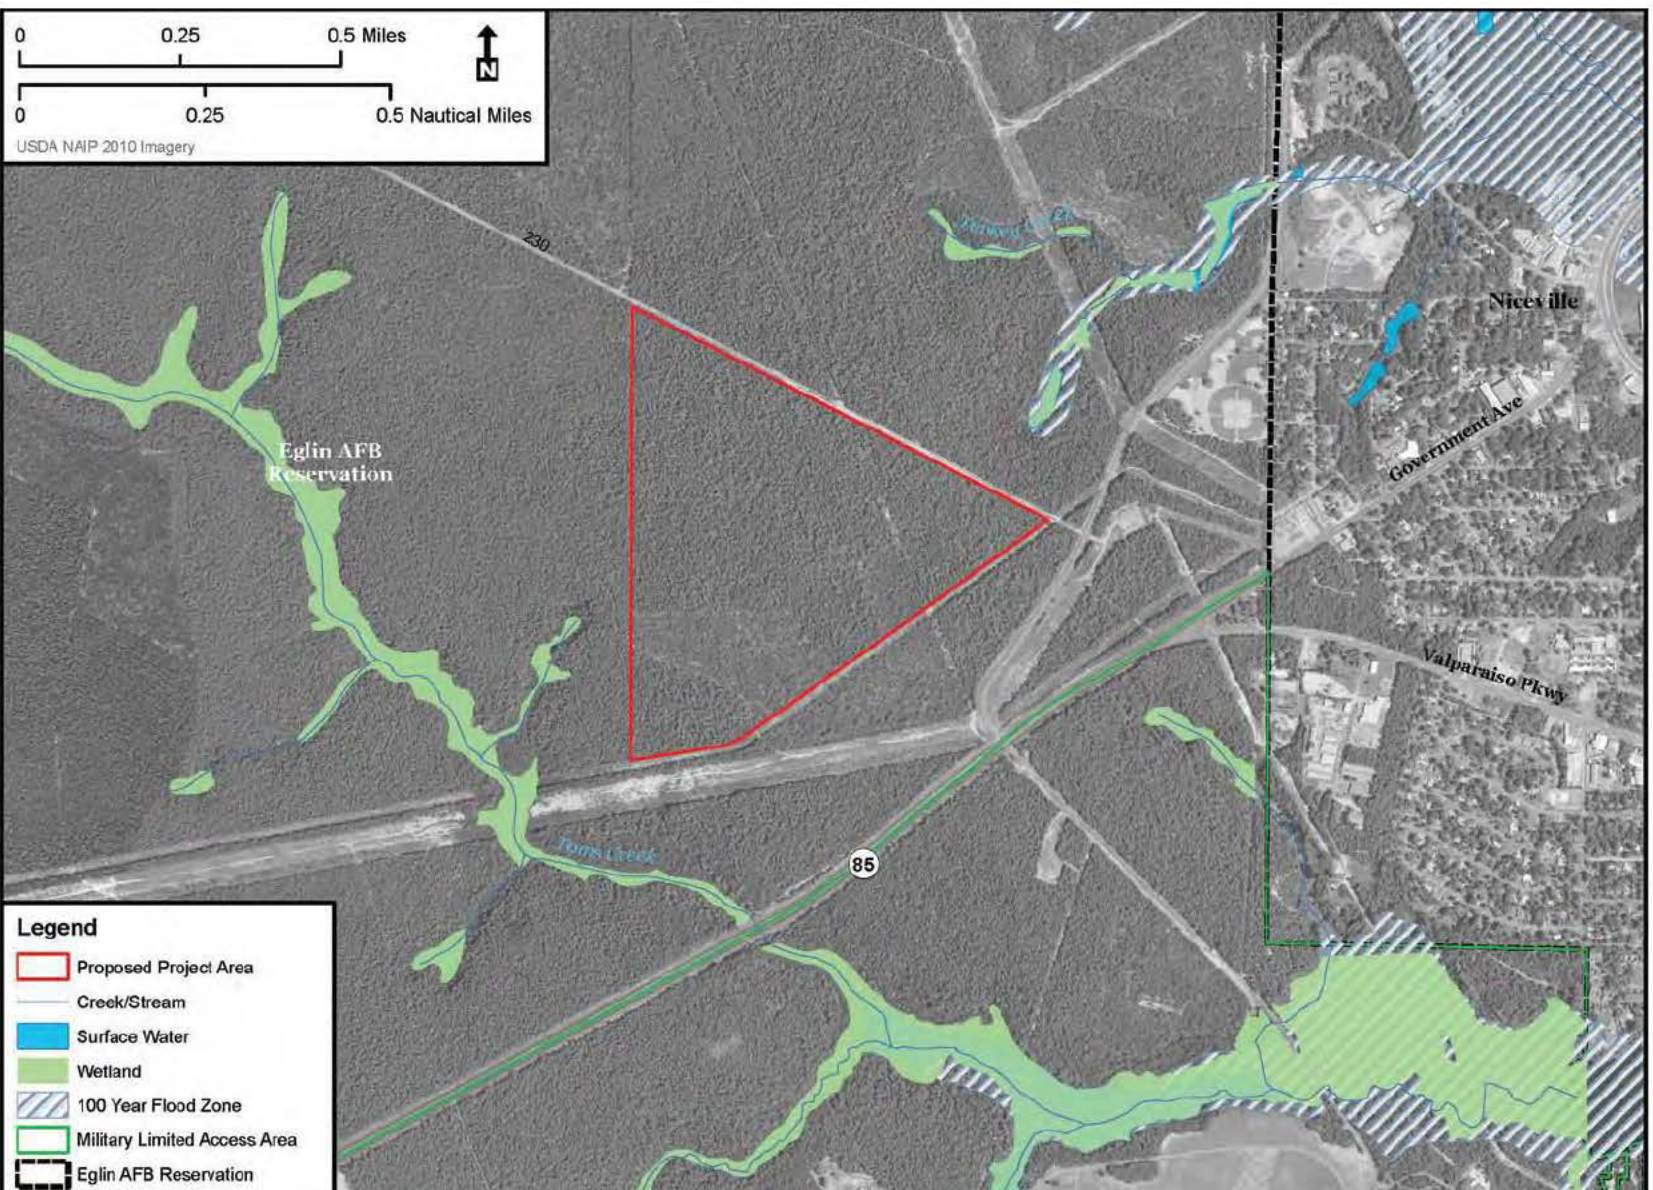 0 0.25 0.5 Miles
N
0 0.25 0.5 Nautical Miles
USDA NAIP 2010 Imagery
230
Niceville
Government Ave
Eglin AFB
Reservation
Valparaiso Pkwy
Toms Creek
85
Legend
Proposed Project Area
Creek/Stream
Surface Water
Wetland
100 Year Flood Zone
Military Limited Access Area
Eglin AFB Reservation